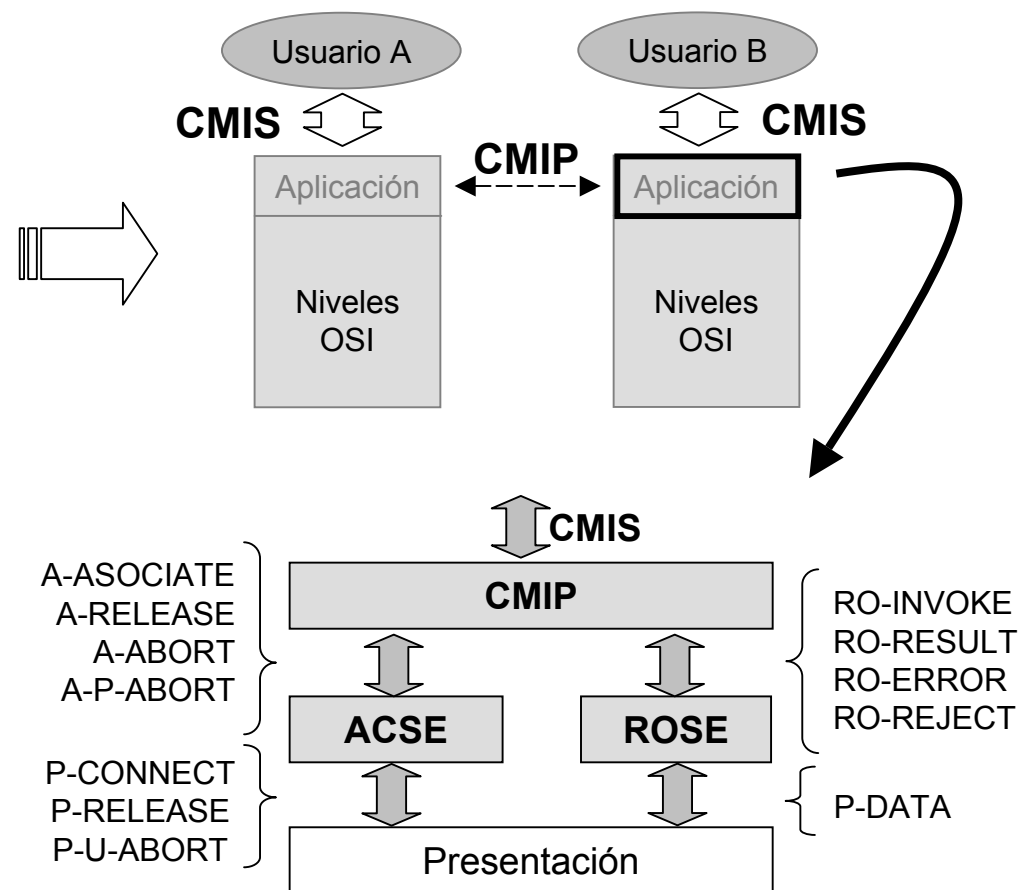 Usuario A
Usuario B
CMIS
CMIS
CMIP
Aplicación
Aplicación
Niveles
OSI
Niveles
OSI
CMIS
CMIP
A-ASOCIATE
A-RELEASE
A-ABORT
A-P-ABORT
RO-INVOKE
RO-RESULT
RO-ERROR
RO-REJECT
ACSE
ROSE
P-CONNECT
P-RELEASE
P-U-ABORT
P-DATA
Presentación